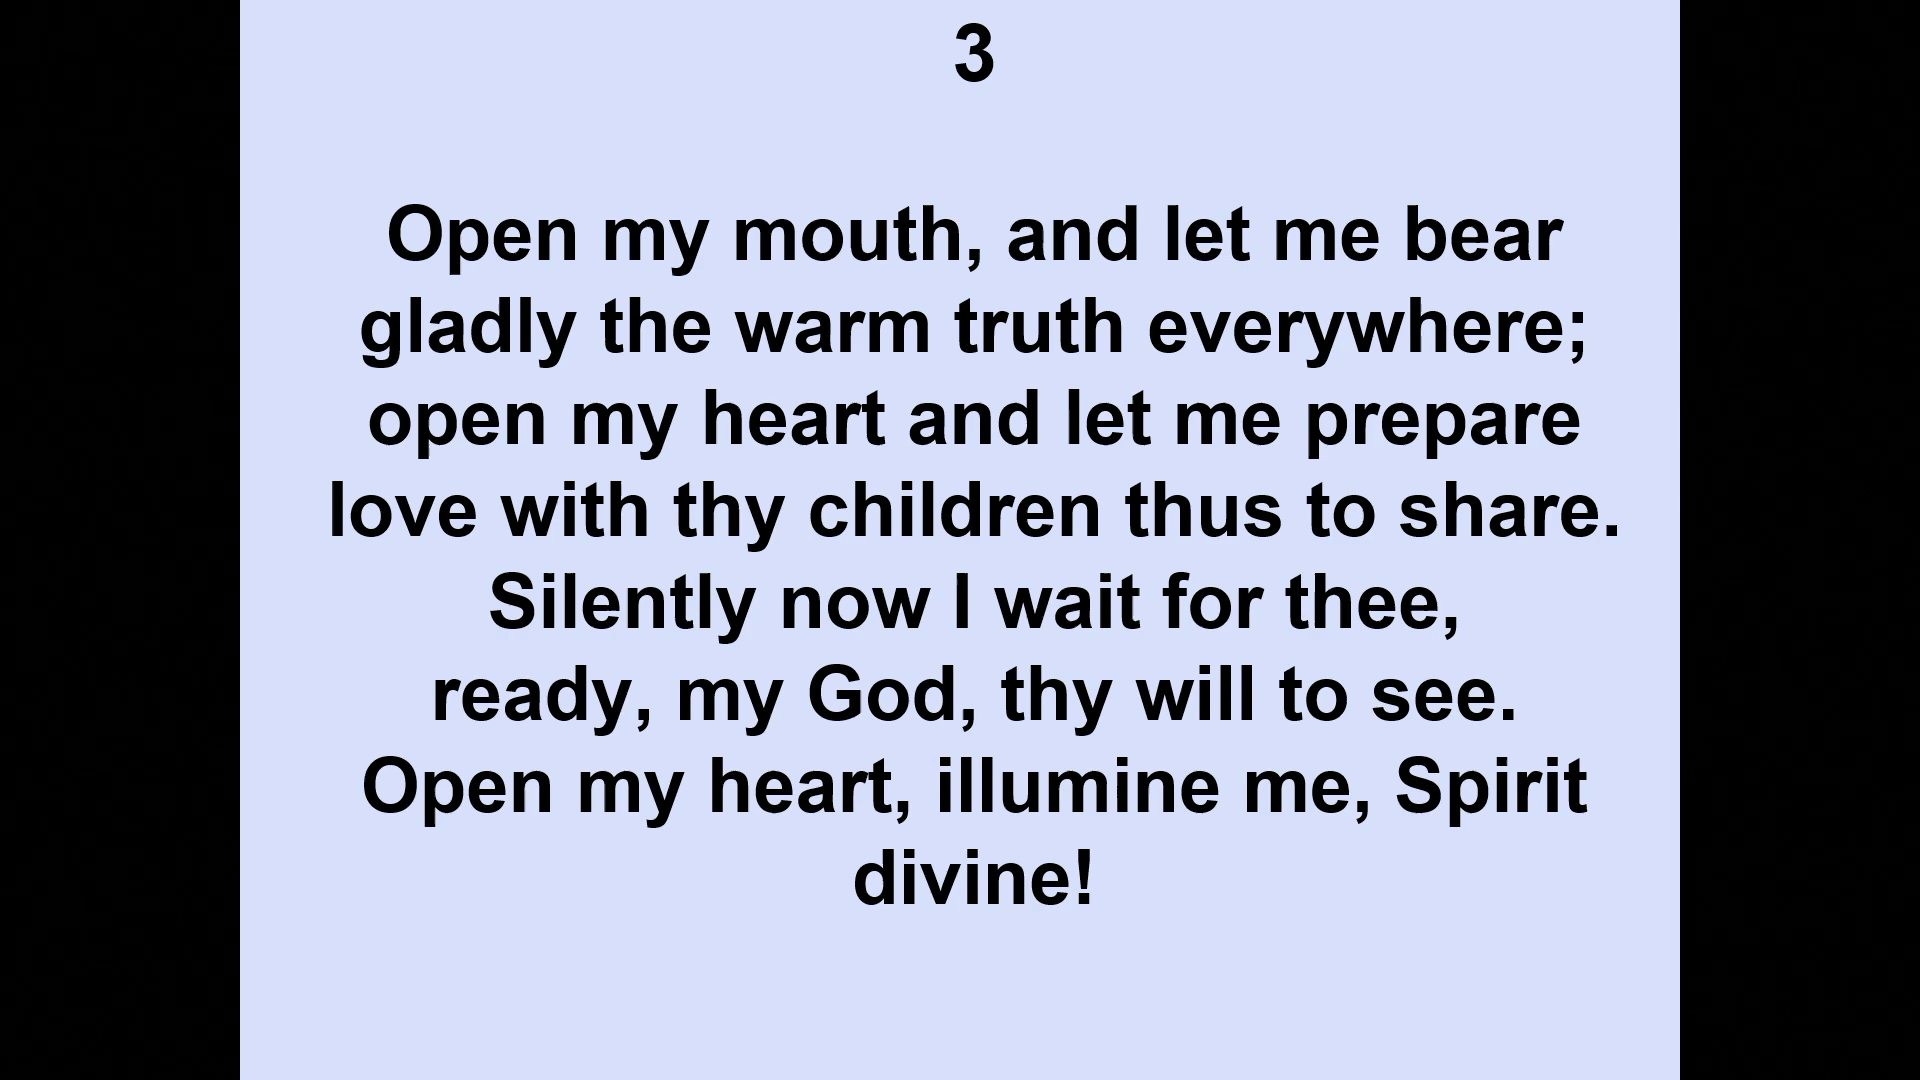 3
Open my mouth, and let me bear
gladly the warm truth everywhere;
open my heart and let me prepare
love with thy children thus to share.
Silently now I wait for thee,
ready, my God, thy will to see.
Open my heart, illumine me, Spirit
divine!